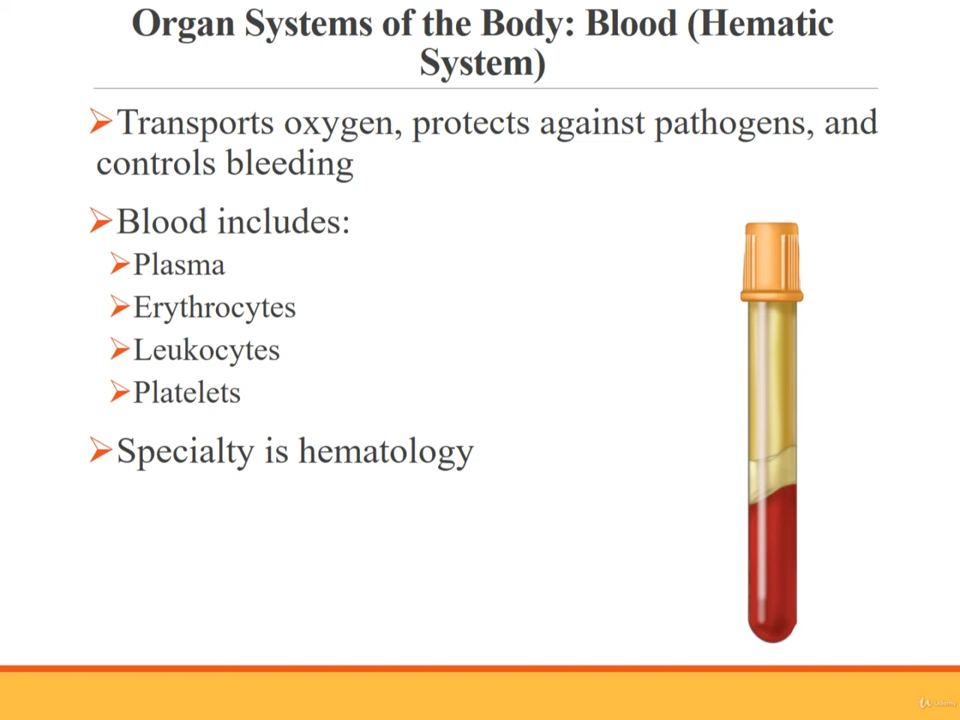 Organ Systems of the Body: Blood (Hematic
System)
Transports oxygen, protects against pathogens, and
controls bleeding
Blood includes:
Plasma
Erythrocytes
Leukocytes
Platelets
Specialty is hematology
Udemy